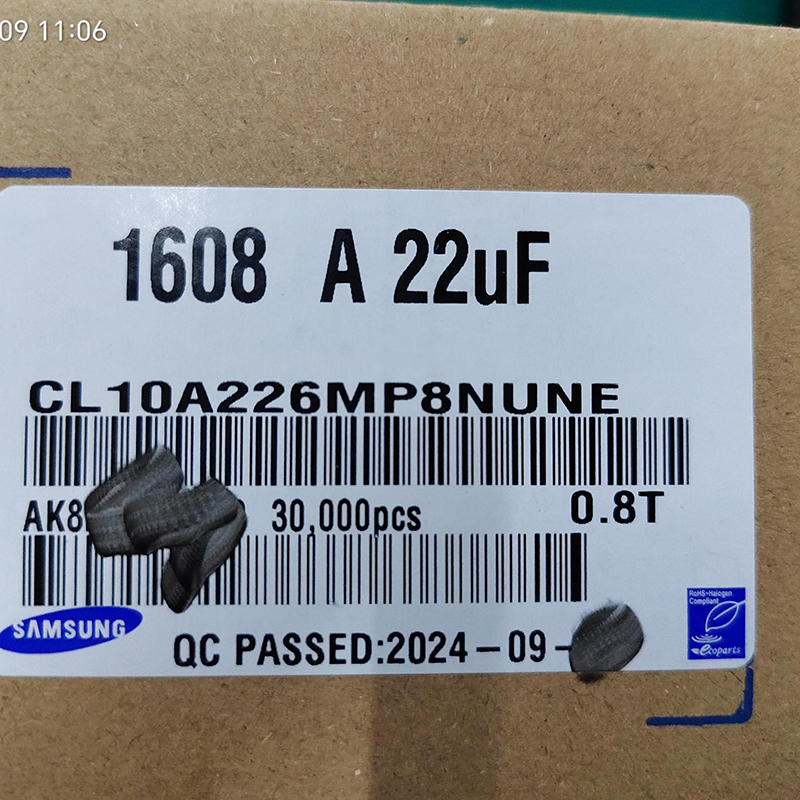 09 11:06
1608 A 22uF
CL10A226MP8NUNE
AK8
30,000pcs
0.8T
SAMSUNG
QC PASSED:2024-09-
RoHS·Halogen
Compliant
ecoparts